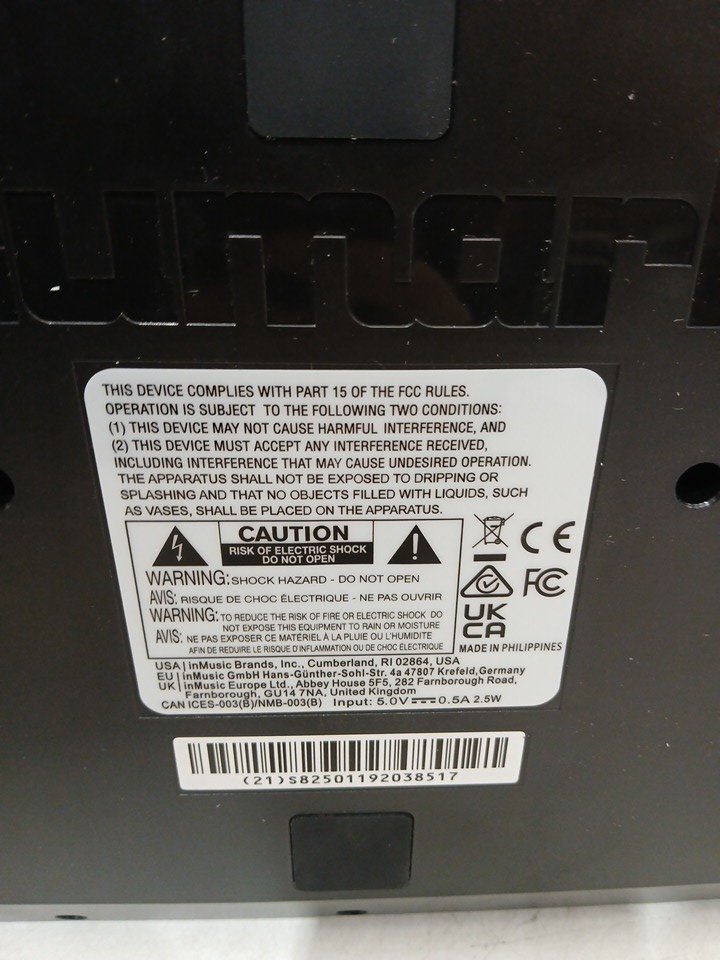 umark
THIS DEVICE COMPLIES WITH PART 15 OF THE FCC RULES.
OPERATION IS SUBJECT TO THE FOLLOWING TWO CONDITIONS:
(1) THIS DEVICE MAY NOT CAUSE HARMFUL INTERFERENCE, AND
(2) THIS DEVICE MUST ACCEPT ANY INTERFERENCE RECEIVED,
INCLUDING INTERFERENCE THAT MAY CAUSE UNDESIRED OPERATION.
THE APPARATUS SHALL NOT BE EXPOSED TO DRIPPING OR
SPLASHING AND THAT NO OBJECTS FILLED WITH LIQUIDS, SUCH
AS VASES, SHALL BE PLACED ON THE APPARATUS.
CAUTION
RISK OF ELECTRIC SHOCK
DO NOT OPEN
WARNING: SHOCK HAZARD - DO NOT OPEN
AVIS: RISQUE DE CHOC ÉLECTRIQUE - NE PAS OUVRIR
WARNING: TO REDUCE THE RISK OF FIRE OR ELECTRIC SHOCK DO
NOT EXPOSE THIS EQUIPMENT TO RAIN OR MOISTURE
AVIS: NE PAS EXPOSER CE MATÉRIEL À LA PLUIE OU L'HUMIDITE
AFIN DE REDUIRE LE RISQUE D'INFLAMMATION OU DE CHOC ÉLECTRIQUE
CE
FC
UK
CA
MADE IN PHILIPPINES
USA | inMusic Brands, Inc., Cumberland, RI 02864, USA
EU | inMusic GmbH Hans-Günther-Sohl-Str. 4a 47807 Krefeld,Germany
UK | inMusic Europe Ltd., Abbey House 5F5, 282 Farnborough Road,
Farnborough, GU14 7NA, United Kingdom
CAN ICES-003(B)/NMB-003(B) Input: 5.0V⎓0.5A 2.5W
(21)S82501192038517